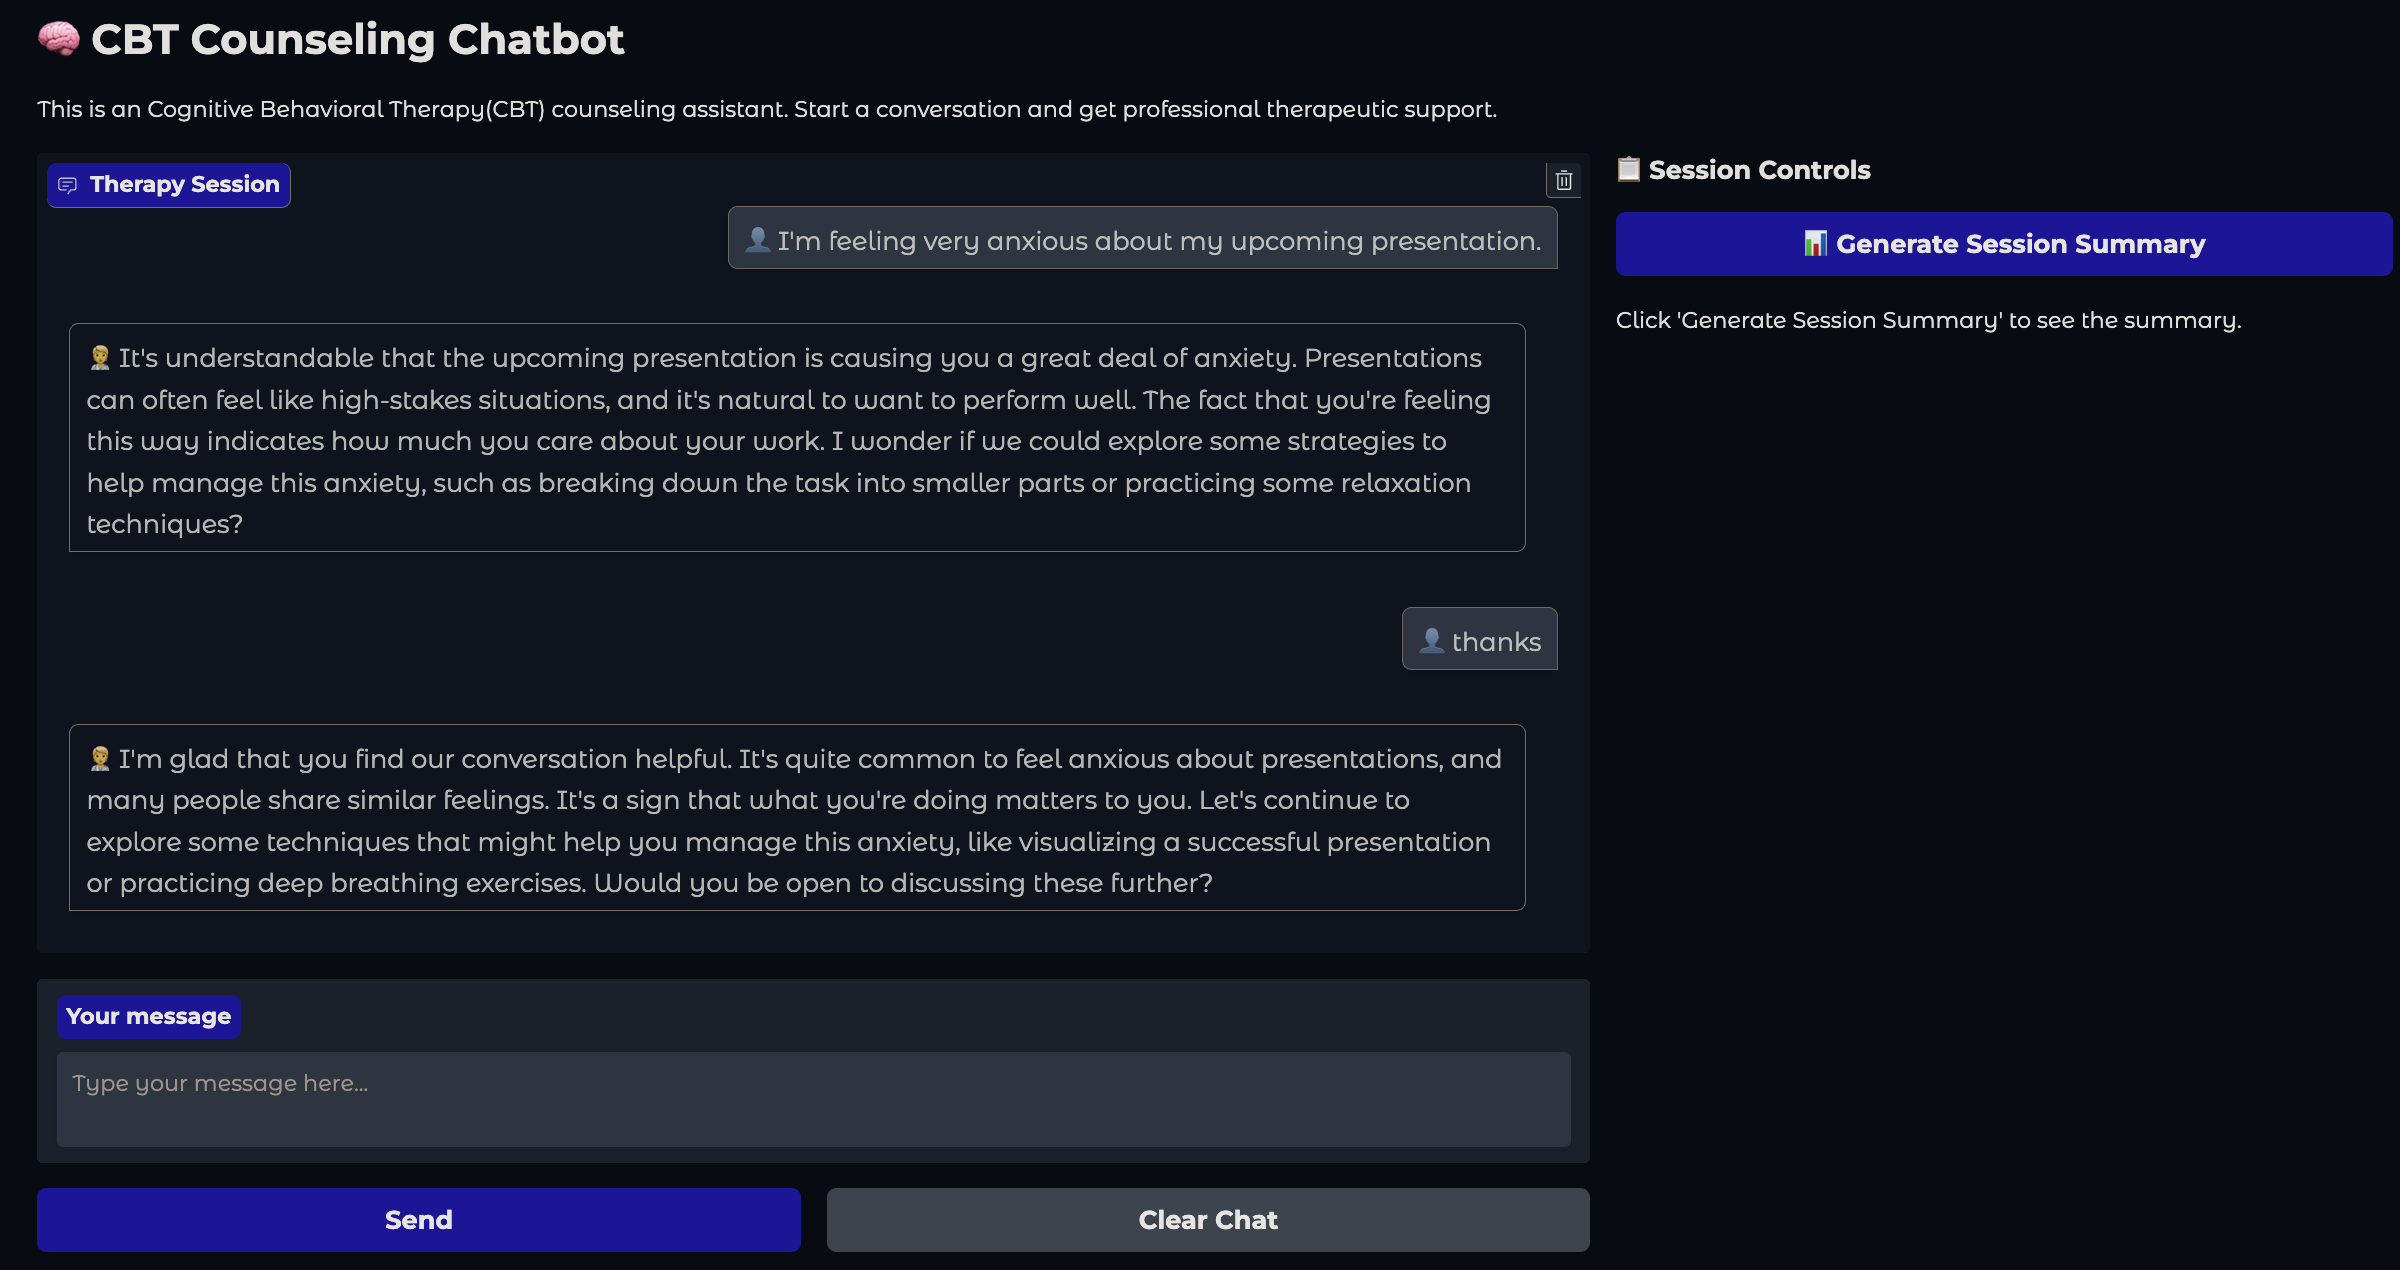 CBT Counseling Chatbot
This is an Cognitive Behavioral Therapy(CBT) counseling assistant. Start a conversation and get professional therapeutic support.
Therapy Session
I'm feeling very anxious about my upcoming presentation.
It's understandable that the upcoming presentation is causing you a great deal of anxiety. Presentations
can often feel like high-stakes situations, and it's natural to want to perform well. The fact that you're feeling
this way indicates how much you care about your work. I wonder if we could explore some strategies to
help manage this anxiety, such as breaking down the task into smaller parts or practicing some relaxation
techniques?
thanks
I'm glad that you find our conversation helpful. It's quite common to feel anxious about presentations, and
many people share similar feelings. It's a sign that what you're doing matters to you. Let's continue to
explore some techniques that might help you manage this anxiety, like visualizing a successful presentation
or practicing deep breathing exercises. Would you be open to discussing these further?
Your message
Type your message here...
Send
Clear Chat
Session Controls
Generate Session Summary
Click 'Generate Session Summary' to see the summary.